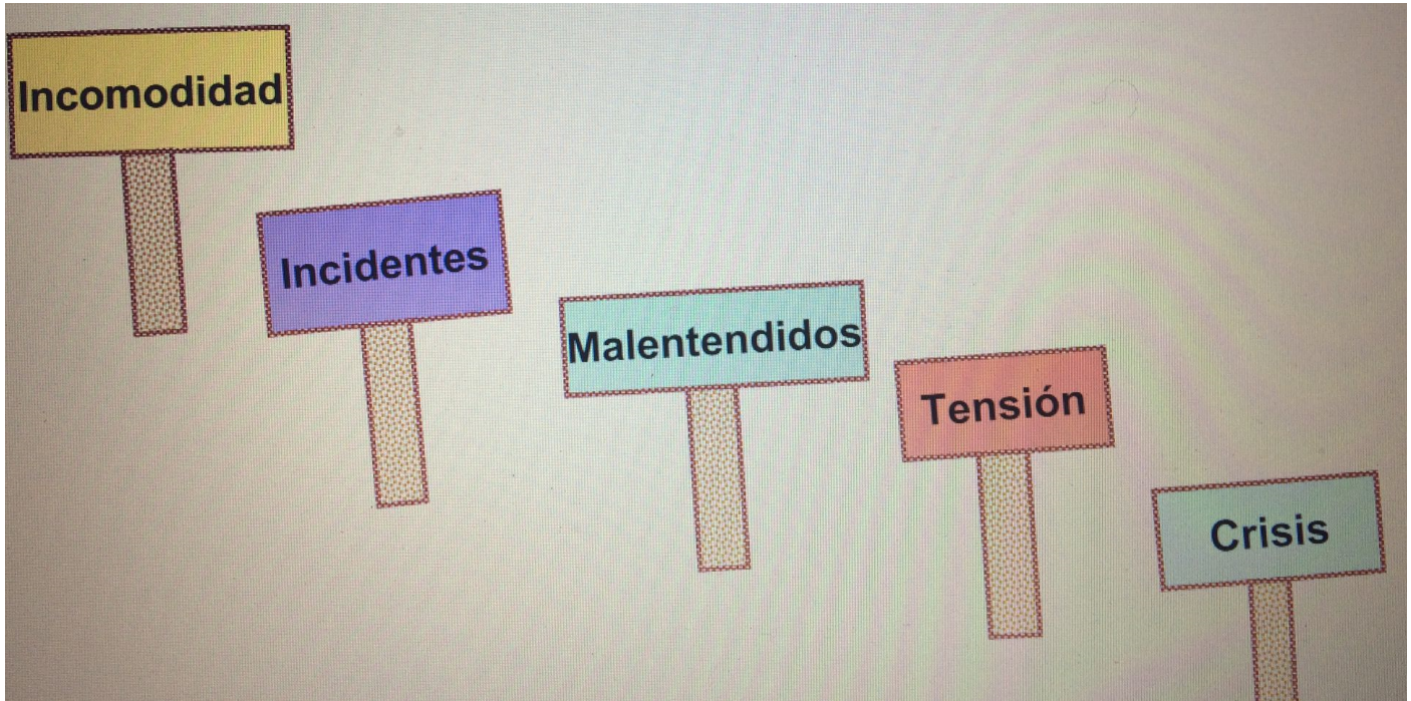 Incomodidad
Incidentes
Malentendidos
Tensión
Crisis